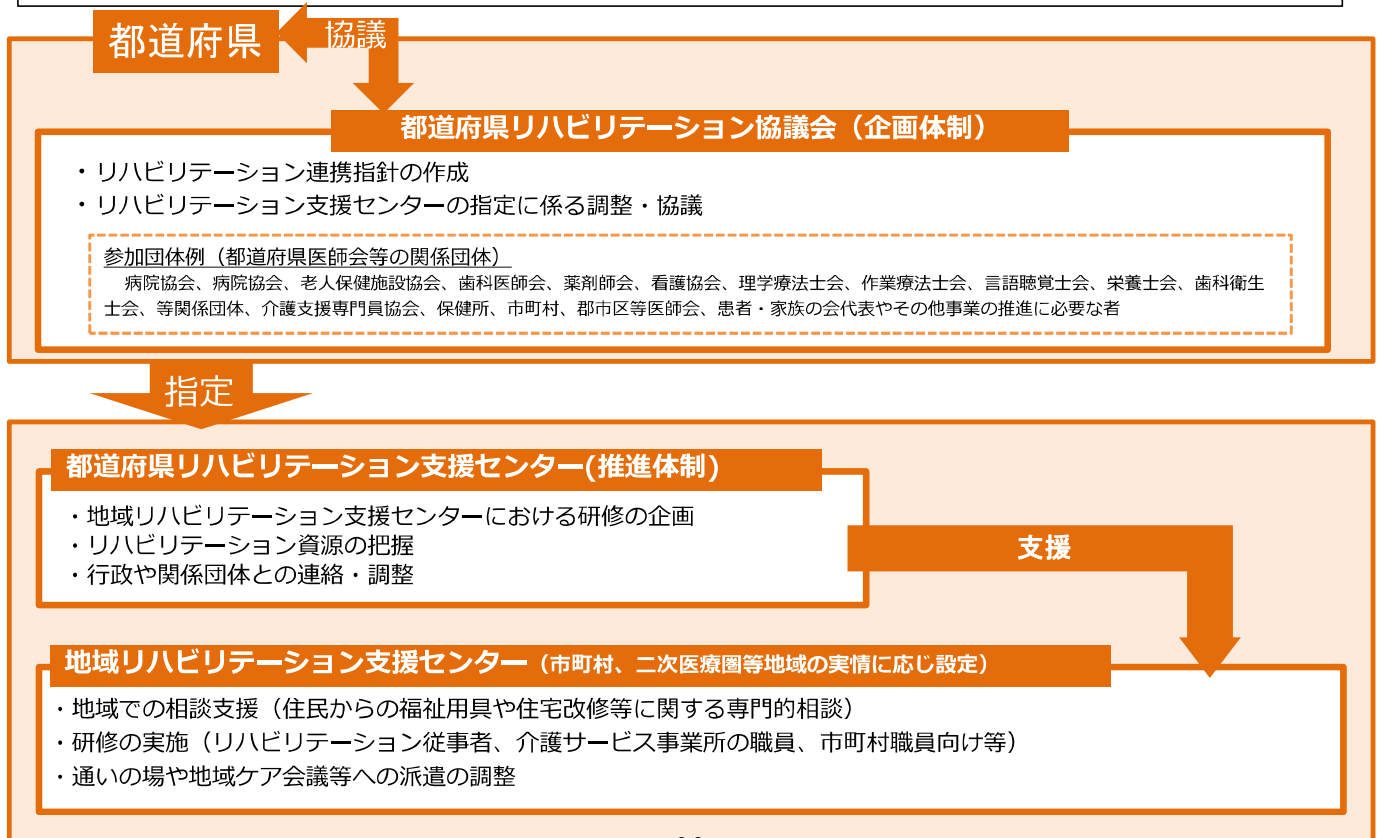 都道府県
協議
都道府県リハビリテーション協議会（企画体制）
・リハビリテーション連携指針の作成
・リハビリテーション支援センターの指定に係る調整・協議
参加団体例（都道府県医師会等の関係団体）
病院協会、病院協会、老人保健施設協会、歯科医師会、薬剤師会、看護協会、理学療法士会、作業療法士会、言語聴覚士会、栄養士会、歯科衛生
士会、等関係団体、介護支援専門員協会、保健所、市町村、郡市区等医師会、患者・家族の会代表やその他事業の推進に必要な者
指定
都道府県リハビリテーション支援センター(推進体制)
・地域リハビリテーション支援センターにおける研修の企画
・リハビリテーション資源の把握
・行政や関係団体との連絡・調整
支援
地域リハビリテーション支援センター（市町村、二次医療圏等地域の実情に応じ設定）
・地域での相談支援（住民からの福祉用具や住宅改修等に関する専門的相談）
・研修の実施（リハビリテーション従事者、介護サービス事業所の職員、市町村職員向け等）
・通いの場や地域ケア会議等への派遣の調整